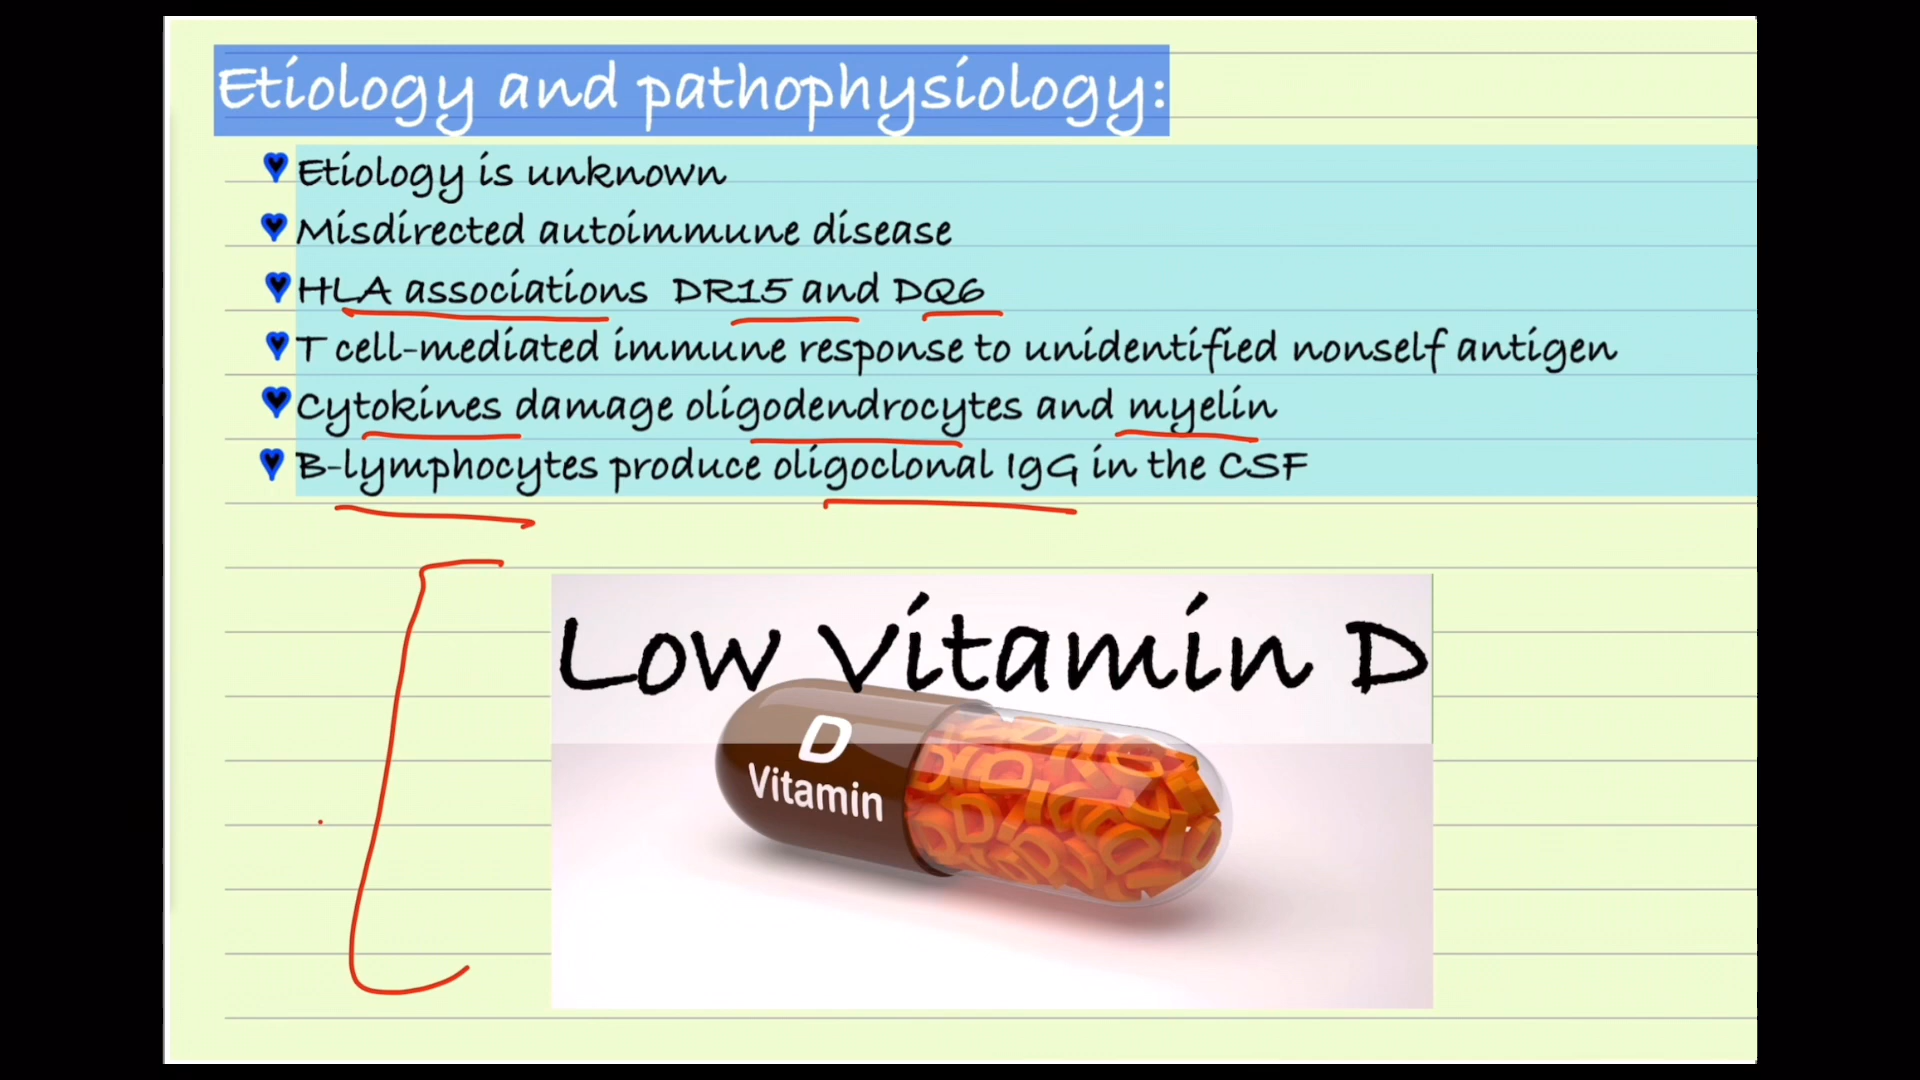 Etiology and pathophysiology:
Etiology is unknown
Misdirected autoimmune disease
HLA associations DR15 and DQ6
T cell-mediated immune response to unidentified nonself antigen
Cytokines damage oligodendrocytes and myelin
B-lymphocytes produce oligoclonal IgG in the CSF
Low Vitamin D
D
Vitamin